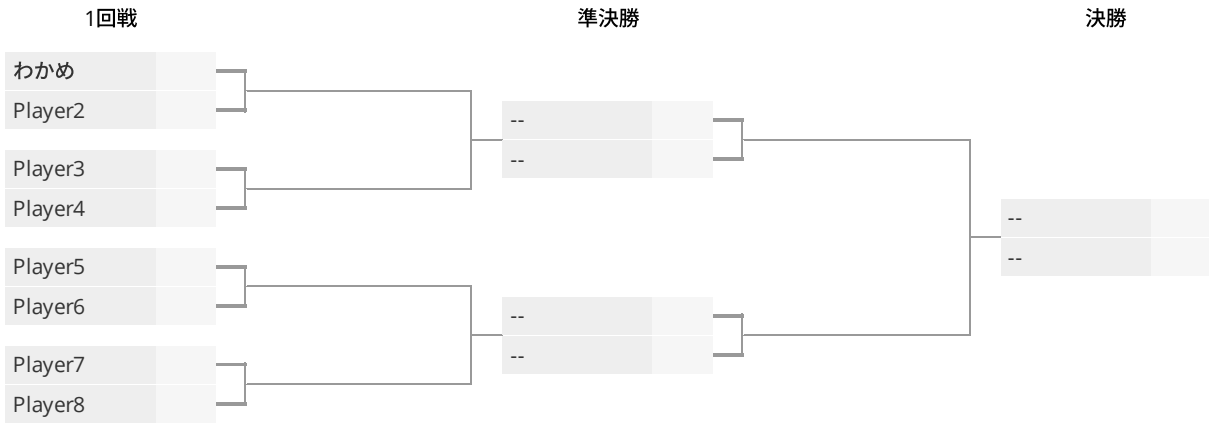 1回戦
準決勝
決勝
わかめ
Player2
Player3
Player4
Player5
Player6
Player7
Player8
--
--
--
--
--
--